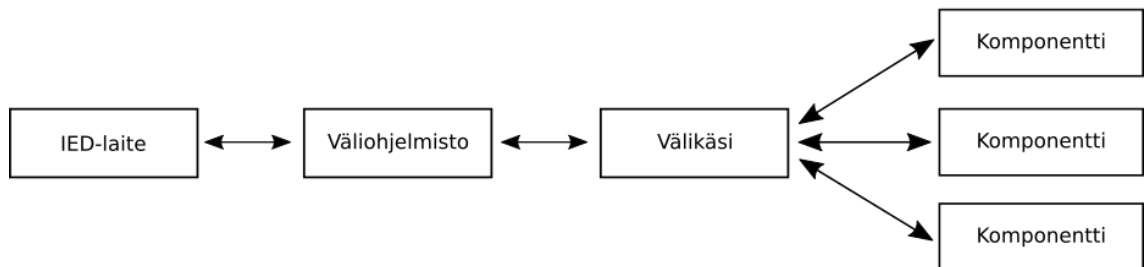 IED-laite
Väliohjelmisto
Välikäsi
Komponentti
Komponentti
Komponentti